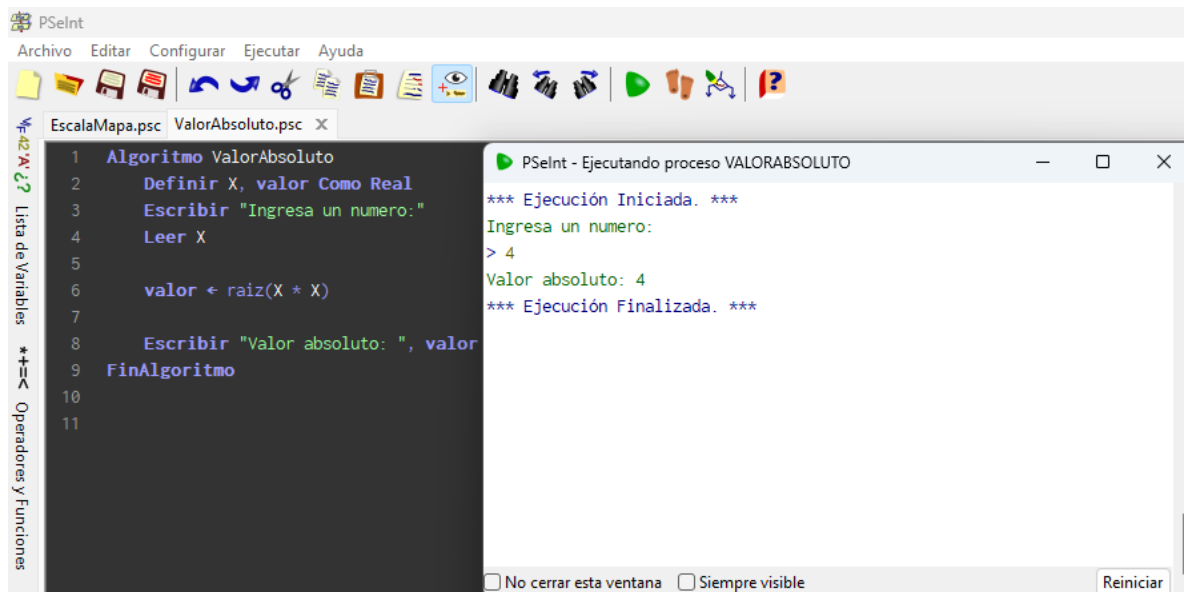 PSeInt
Archivo Editar Configurar Ejecutar Ayuda
EscalaMapa.psc ValorAbsoluto.psc X
42 'A' ¿? Lista de Variables
*+=< Operadores y Funciones
1 Algoritmo ValorAbsoluto
2 Definir X, valor Como Real
3 Escribir "Ingresa un numero:"
4 Leer X
5
6 valor ← raiz(X * X)
7
8 Escribir "Valor absoluto: ", valor
9 FinAlgoritmo
10
11
PSeInt - Ejecutando proceso VALORABSOLUTO
*** Ejecución Iniciada. ***
Ingresa un numero:
> 4
Valor absoluto: 4
*** Ejecución Finalizada. ***
No cerrar esta ventana Siempre visible Reiniciar